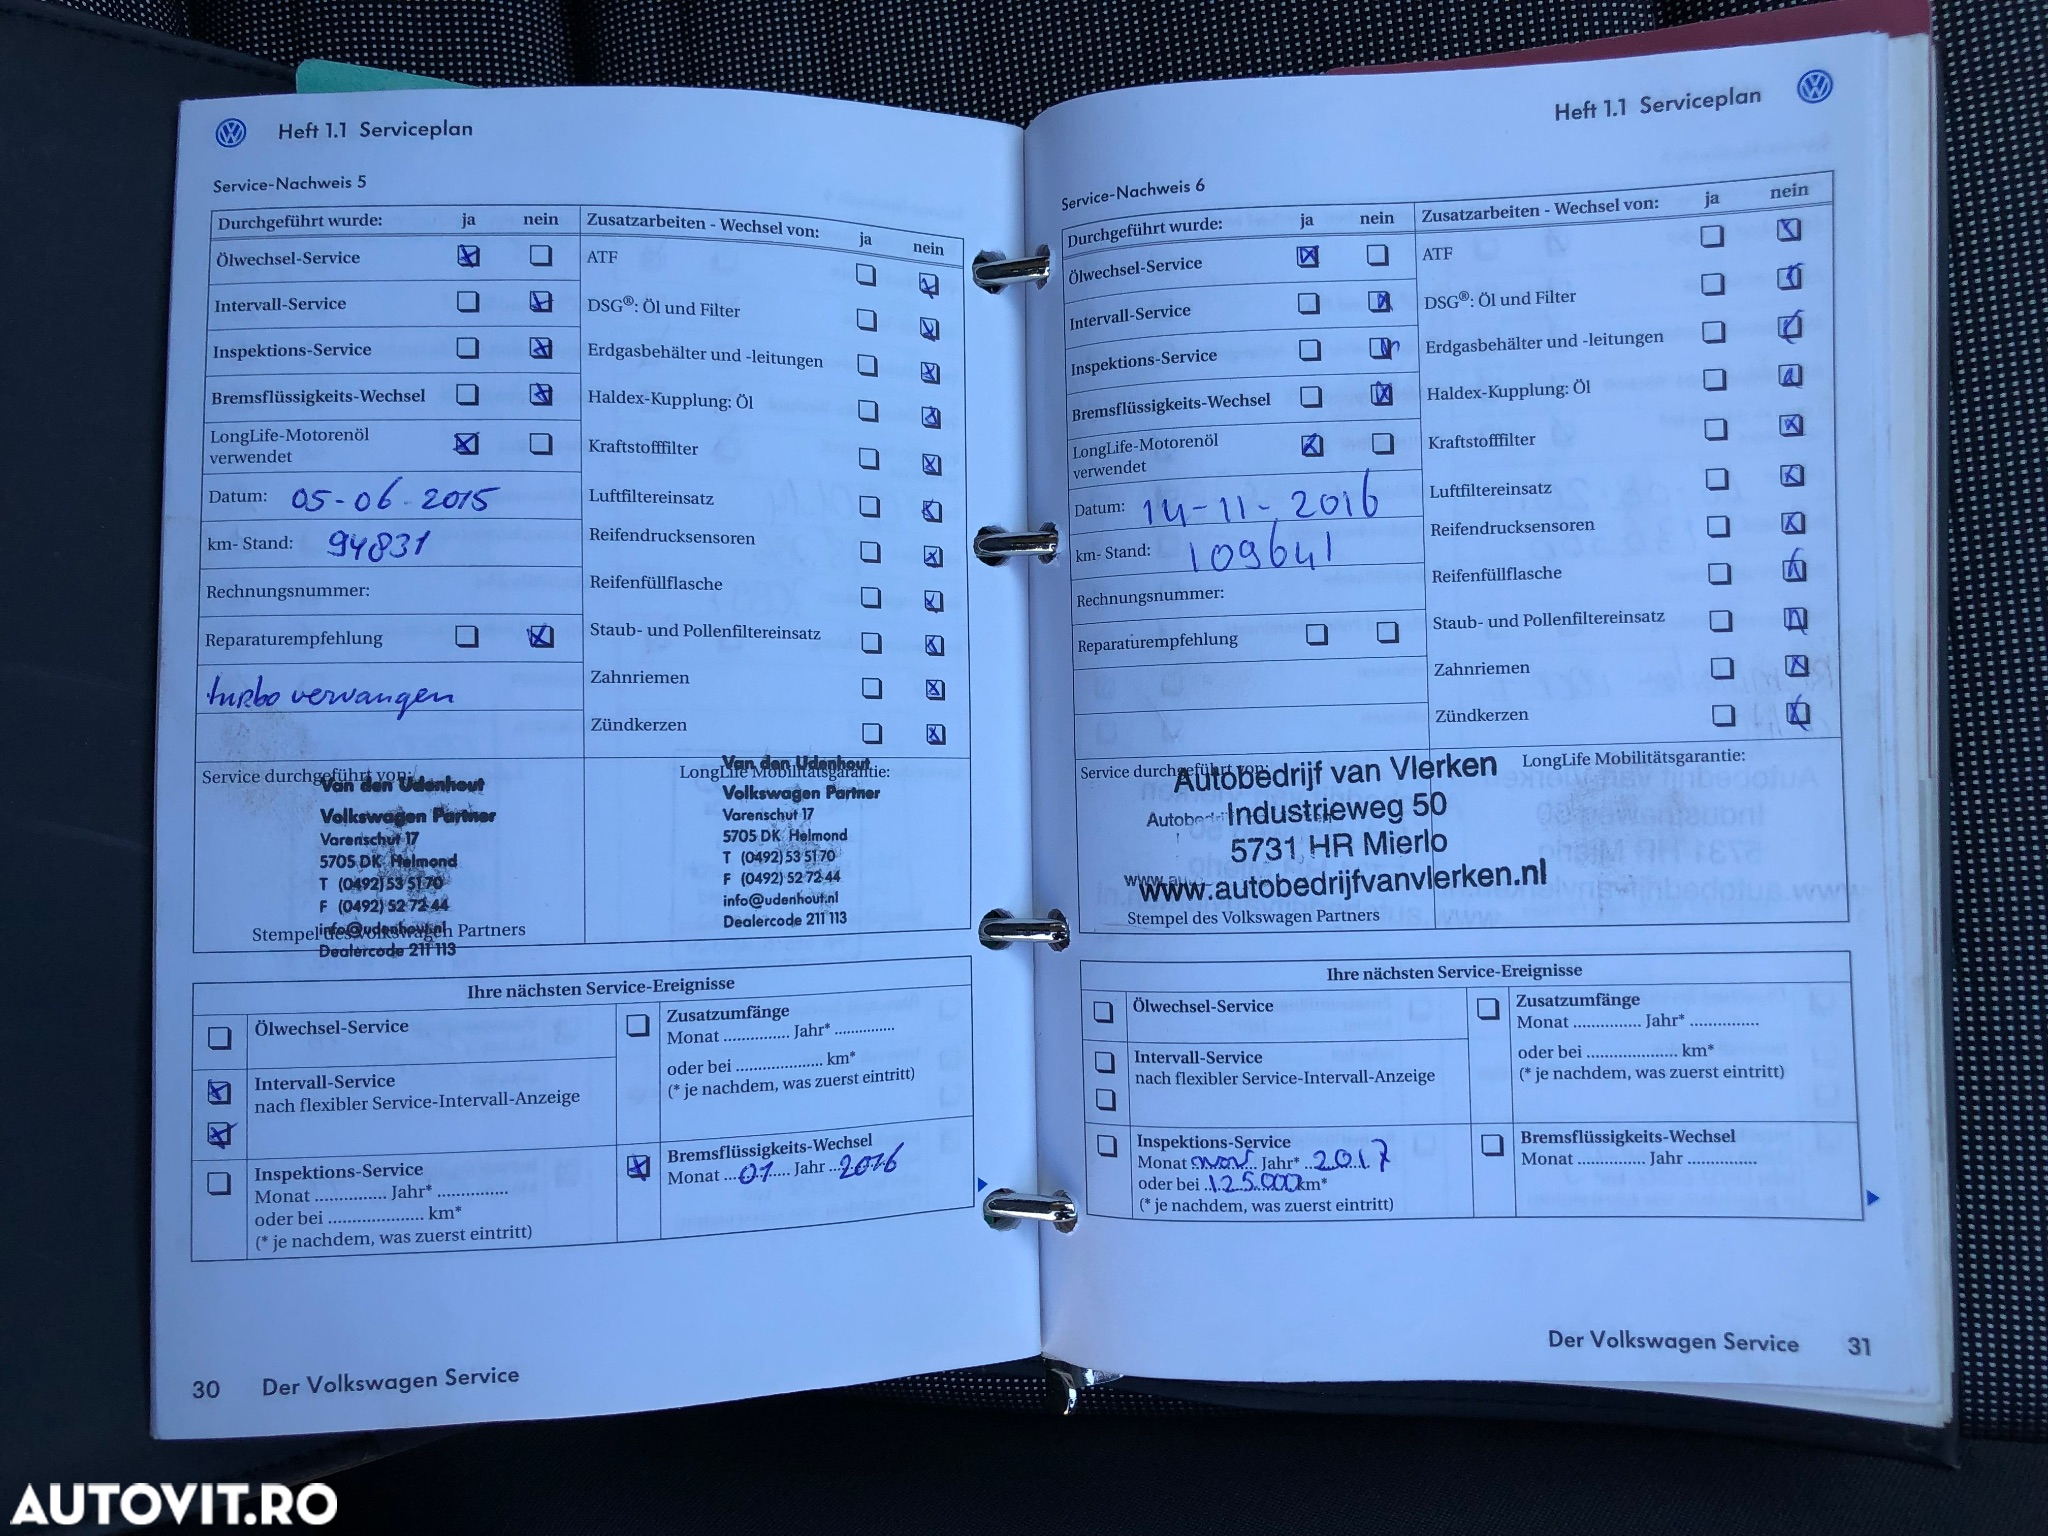 Heft 1.1 Serviceplan
Service-Nachweis 5
Durchgeführt wurde: ja nein
Ölwechsel-Service
Intervall-Service
Inspektions-Service
Bremsflüssigkeits-Wechsel
LongLife-Motorenöl
verwendet
Datum: 05-06-2015
km- Stand: 94831
Rechnungsnummer:
Reparaturempfehlung
turbo vervangen
Zusatzarbeiten - Wechsel von: ja nein
ATF
DSG®: Öl und Filter
Erdgasbehälter und -leitungen
Haldex-Kupplung: Öl
Kraftstofffilter
Luftfiltereinsatz
Reifendrucksensoren
Reifenfüllflasche
Staub- und Pollenfiltereinsatz
Zahnriemen
Zündkerzen
Service durchgeführt von:
Van den Udenhout
Volkswagen Partner
Varenschut 17
5705 DK Helmond
T (0492) 53 51 70
F (0492) 52 72 44
info@udenhout.nl
Stempel des Volkswagen Partners
Dealercode 211 113
LongLife Mobilitätsgarantie:
Van den Udenhout
Volkswagen Partner
Varenschut 17
5705 DK Helmond
T (0492) 53 51 70
F (0492) 52 72 44
info@udenhout.nl
Dealercode 211 113
Ihre nächsten Service-Ereignisse
Ölwechsel-Service
Intervall-Service
nach flexibler Service-Intervall-Anzeige
Inspektions-Service
Monat ............... Jahr* ...............
oder bei .................... km*
(* je nachdem, was zuerst eintritt)
Zusatzumfänge
Monat .............. Jahr* .............
oder bei .................... km*
(* je nachdem, was zuerst eintritt)
Bremsflüssigkeits-Wechsel
Monat ...01.... Jahr ..2016
30 Der Volkswagen Service
Heft 1.1 Serviceplan
Service-Nachweis 6
Durchgeführt wurde: ja nein
Ölwechsel-Service
Intervall-Service
Inspektions-Service
Bremsflüssigkeits-Wechsel
LongLife-Motorenöl
verwendet
Datum: 14-11-2016
km- Stand: 109641
Rechnungsnummer:
Reparaturempfehlung
Zusatzarbeiten - Wechsel von: ja nein
ATF
DSG®: Öl und Filter
Erdgasbehälter und -leitungen
Haldex-Kupplung: Öl
Kraftstofffilter
Luftfiltereinsatz
Reifendrucksensoren
Reifenfüllflasche
Staub- und Pollenfiltereinsatz
Zahnriemen
Zündkerzen
Service durchgeführt von:
Autobedrijf van Vlerken
Industrieweg 50
5731 HR Mierlo
www.autobedrijfvanvlerken.nl
Stempel des Volkswagen Partners
LongLife Mobilitätsgarantie:
Ihre nächsten Service-Ereignisse
Ölwechsel-Service
Intervall-Service
nach flexibler Service-Intervall-Anzeige
Inspektions-Service
Monat Jahr* 2017
oder bei ..125.000 km*
(* je nachdem, was zuerst eintritt)
Zusatzumfänge
Monat ............... Jahr* ...............
oder bei .................... km*
(* je nachdem, was zuerst eintritt)
Bremsflüssigkeits-Wechsel
Monat ............... Jahr ...............
Der Volkswagen Service 31
AUTOVIT.RO